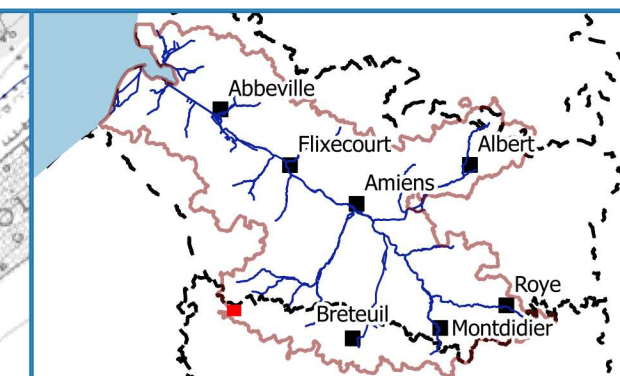 Abbeville
Flixecourt
Albert
Amiens
Roye
Breteuil
Montdidier